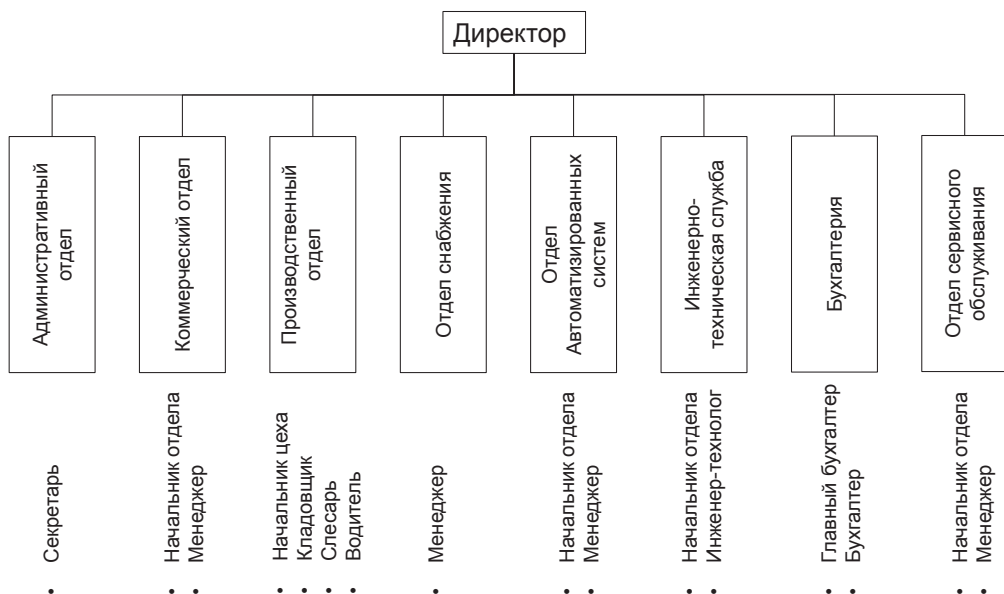 Директор
Административный
отдел
Коммерческий отдел
Производственный
отдел
Отдел снабжения
Отдел
Автоматизированных
систем
Инженерно-
техническая служба
Бухгалтерия
Отдел сервисного
обслуживания
• Секретарь
• Начальник отдела
• Менеджер
• Начальник цеха
• Кладовщик
• Слесарь
• Водитель
• Менеджер
• Начальник отдела
• Менеджер
• Начальник отдела
• Инженер-технолог
• Главный бухгалтер
• Бухгалтер
• Начальник отдела
• Менеджер